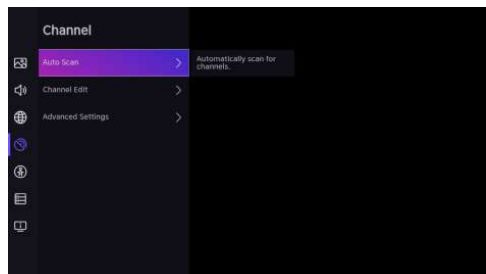 Channel
Auto Scan
Automatically scan for
channels.
Channel Edit
Advanced Settings